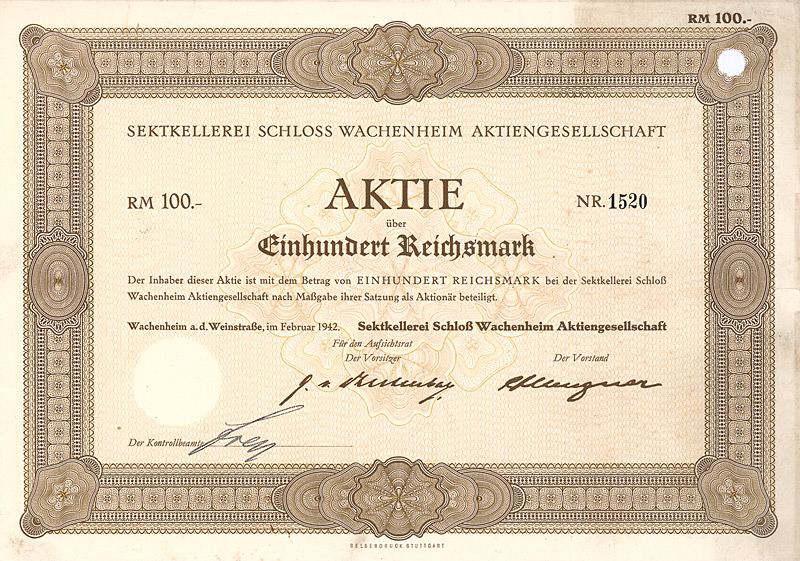 RM 100.-
SEKTKELLEREI SCHLOSS WACHENHEIM AKTIENGESELLSCHAFT
RM 100.- AKTIE NR. 1520
über
Einhundert Reichsmark
Der Inhaber dieser Aktie ist mit dem Betrag von EINHUNDERT REICHSMARK bei der Sektkellerei Schloß
Wachenheim Aktiengesellschaft nach Maßgabe ihrer Satzung als Aktionär beteiligt.
Wachenheim a.d. Weinstraße, im Februar 1942. Sektkellerei Schloß Wachenheim Aktiengesellschaft
Für den Aufsichtsrat
Der Vorsitzer Der Vorstand
Der Kontrollbeamte
BELSERDRUCK STUTTGART